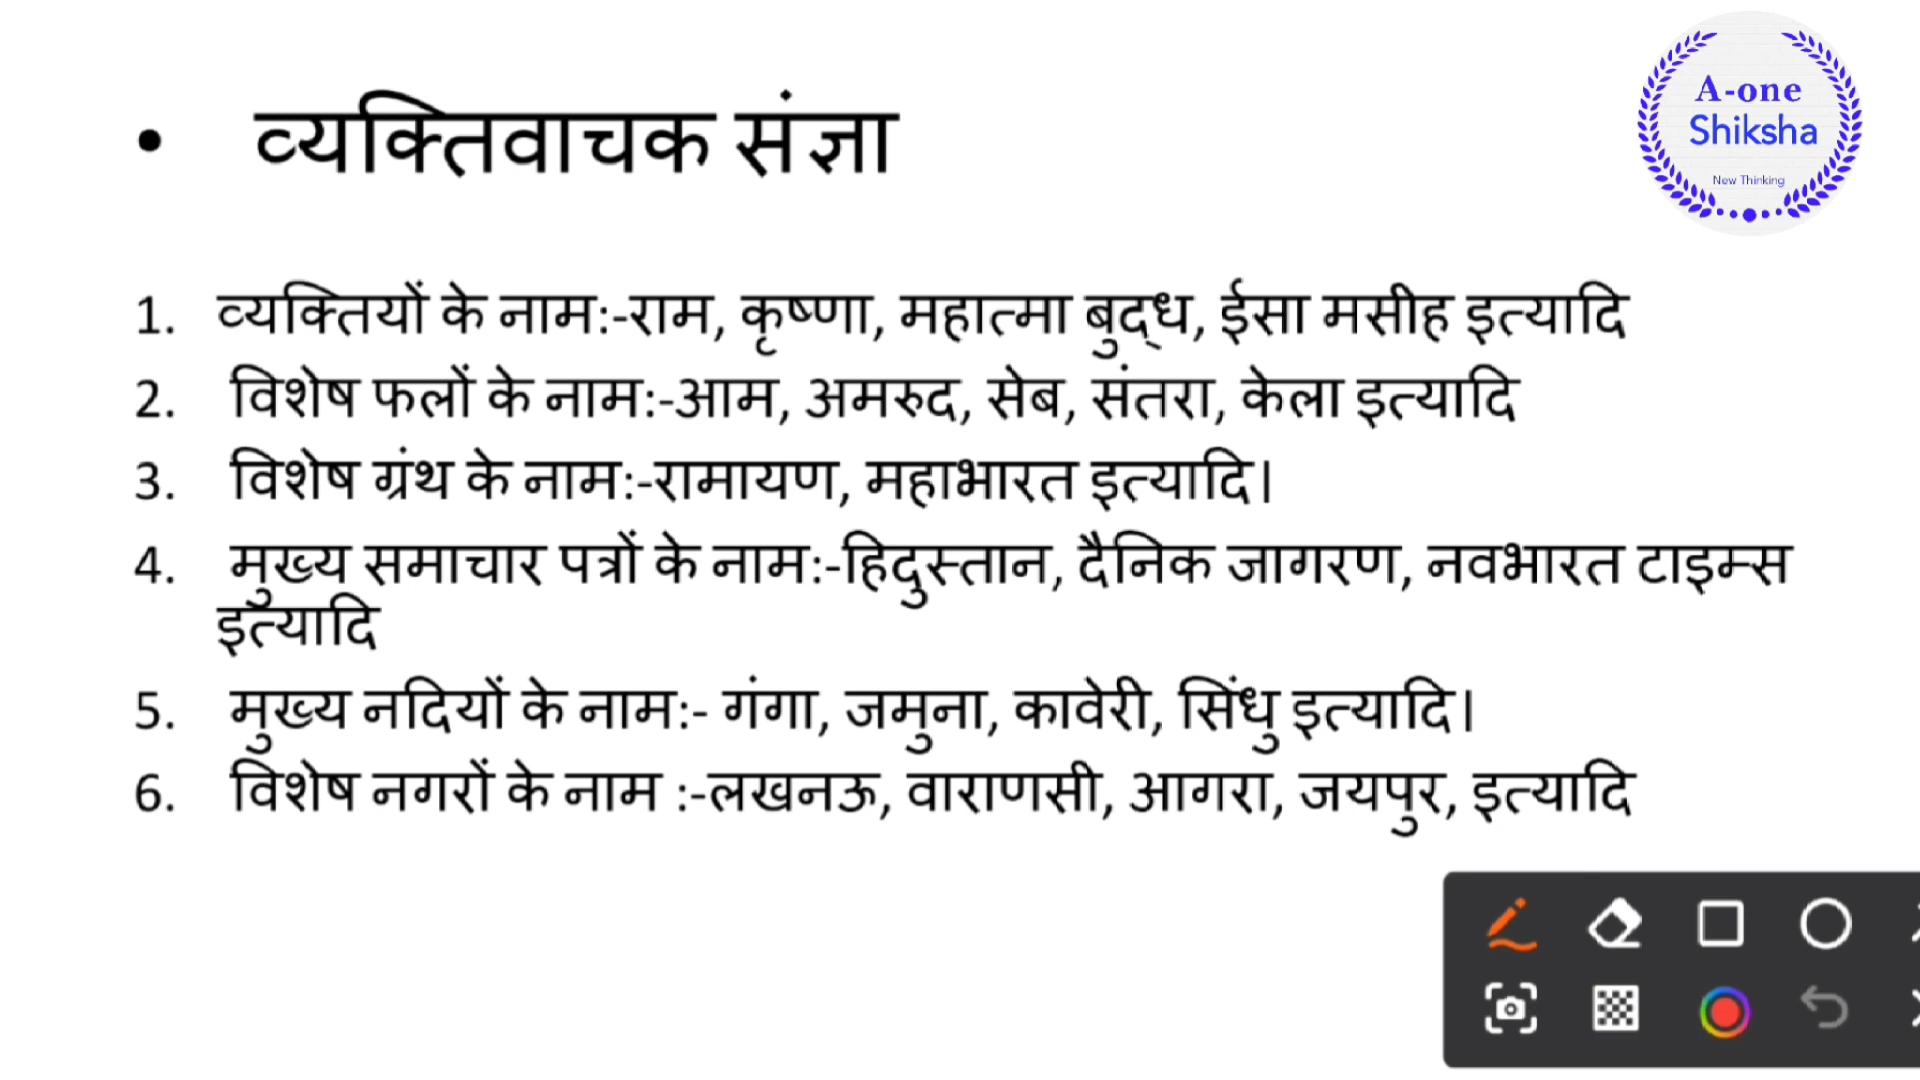 A-one
Shiksha
New Thinking
• व्यक्तिवाचक संज्ञा
1. व्यक्तियों के नाम:-राम, कृष्णा, महात्मा बुद्‌ध, ईसा मसीह इत्यादि
2. विशेष फलों के नाम:-आम, अमरुद, सेब, संतरा, केला इत्यादि
3. विशेष ग्रंथ के नाम:-रामायण, महाभारत इत्यादि।
4. मुख्य समाचार पत्रों के नाम:-हिदुस्तान, दैनिक जागरण, नवभारत टाइम्स
इत्यादि
5. मुख्य नदियों के नाम:- गंगा, जमुना, कावेरी, सिंधु इत्यादि।
6. विशेष नगरों के नाम :-लखनऊ, वाराणसी, आगरा, जयपुर, इत्यादि